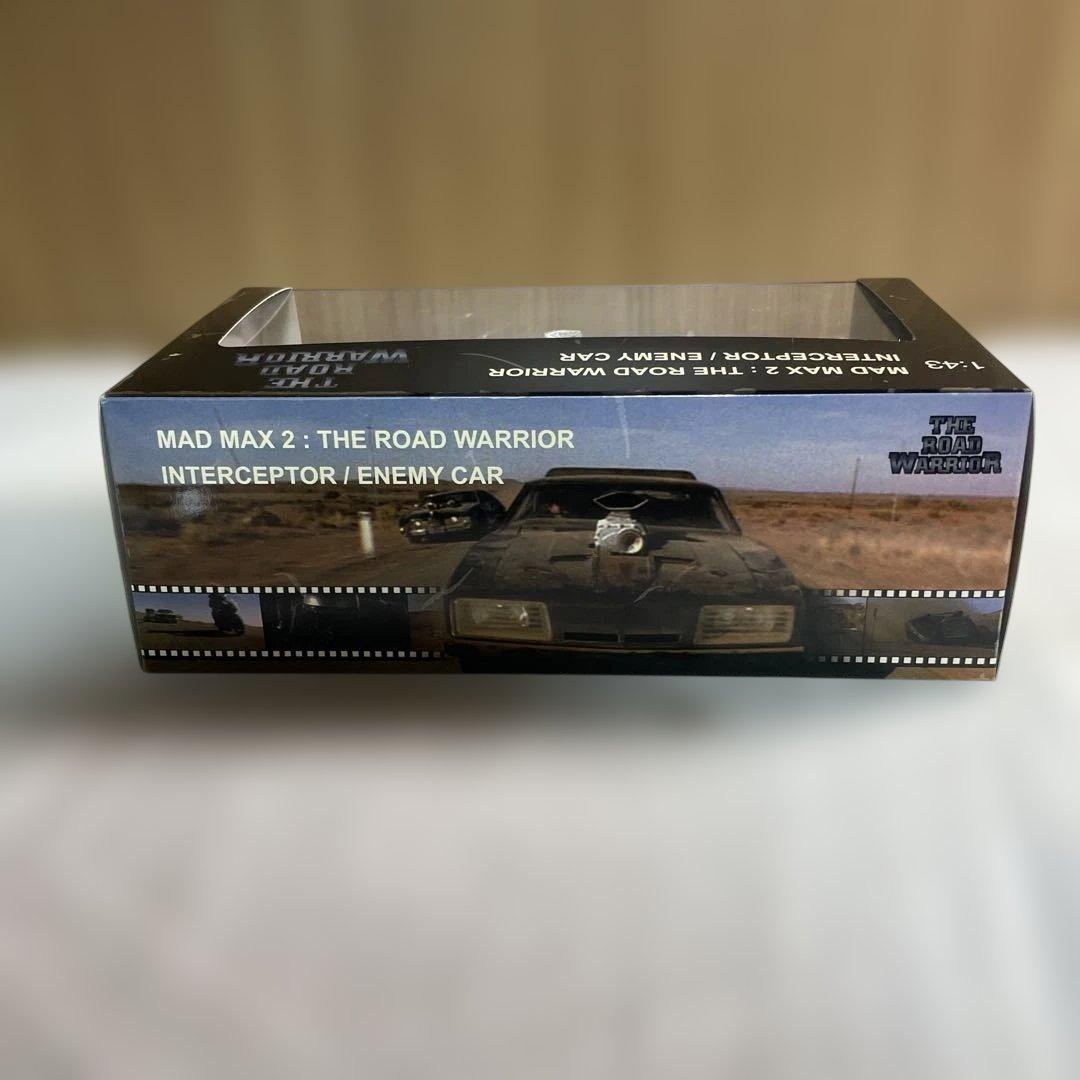 THE
ROAD
WARRIOR
MAD MAX 2 : THE ROAD WARRIOR
INTERCEPTOR / ENEMY CAR
1:43
MAD MAX 2 : THE ROAD WARRIOR
INTERCEPTOR / ENEMY CAR
THE
ROAD
WARRIOR